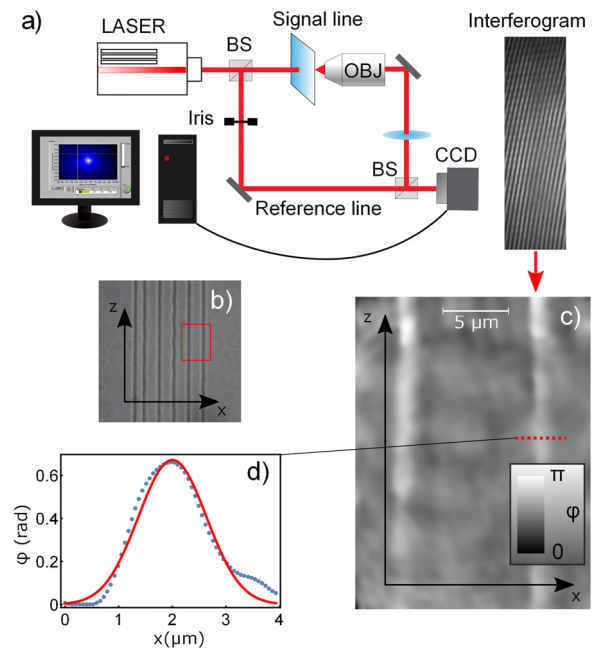 a)
LASER
BS
Signal line
OBJ
Interferogram
Iris
BS
CCD
Reference line
b)
z
x
5 μm
c)
z
x
π
φ
0
d)
φ (rad)
0.6
0.4
0.2
0
0
1
2
3
4
x(μm)